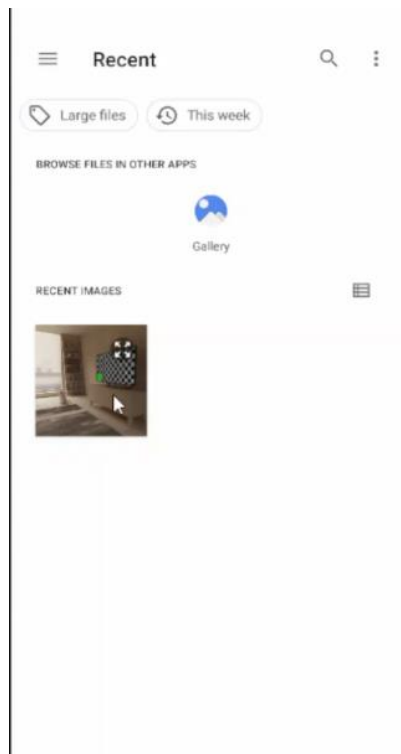 Recent
Large files
This week
BROWSE FILES IN OTHER APPS
Gallery
RECENT IMAGES